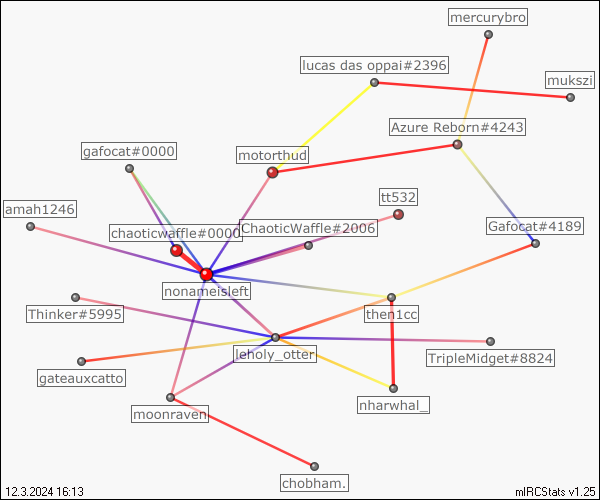 mercurybro
lucas das oppai#2396
mukszi
Azure Reborn#4243
gafocat#0000
motorthud
tt532
amah1246
chaoticwaffle#0000
ChaoticWaffle#2006
Gafocat#4189
nonameisleft
Thinker#5995
then1cc
leholy_otter
TripleMidget#8824
gateauxcatto
moonraven
nharwhal_
chobham.
12.3.2024 16:13
mIRCStats v1.25